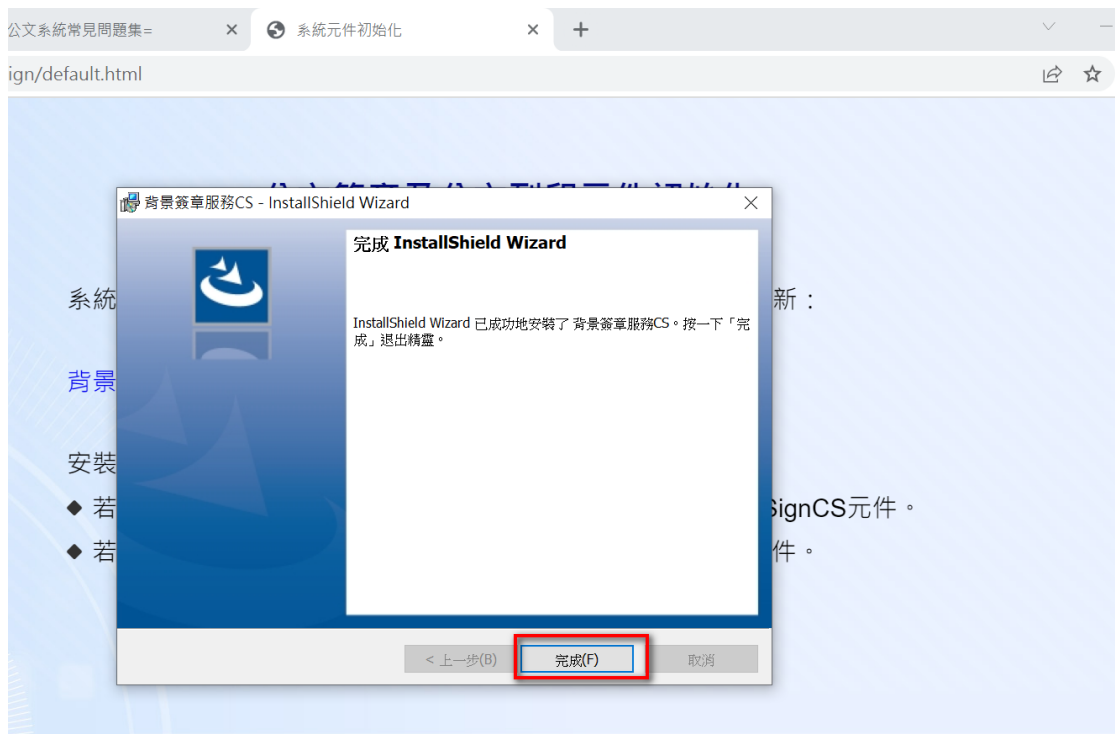 公文系統常見問題集=
系統元件初始化
ign/default.html
背景簽章服務CS - InstallShield Wizard
完成 InstallShield Wizard
系統
新：
InstallShield Wizard 已成功地安裝了 背景簽章服務CS。按一下「完
成」退出精靈。
背景
安裝
◆ 若
SignCS元件。
◆ 若
件。
< 上一步(B)
完成(F)
取消